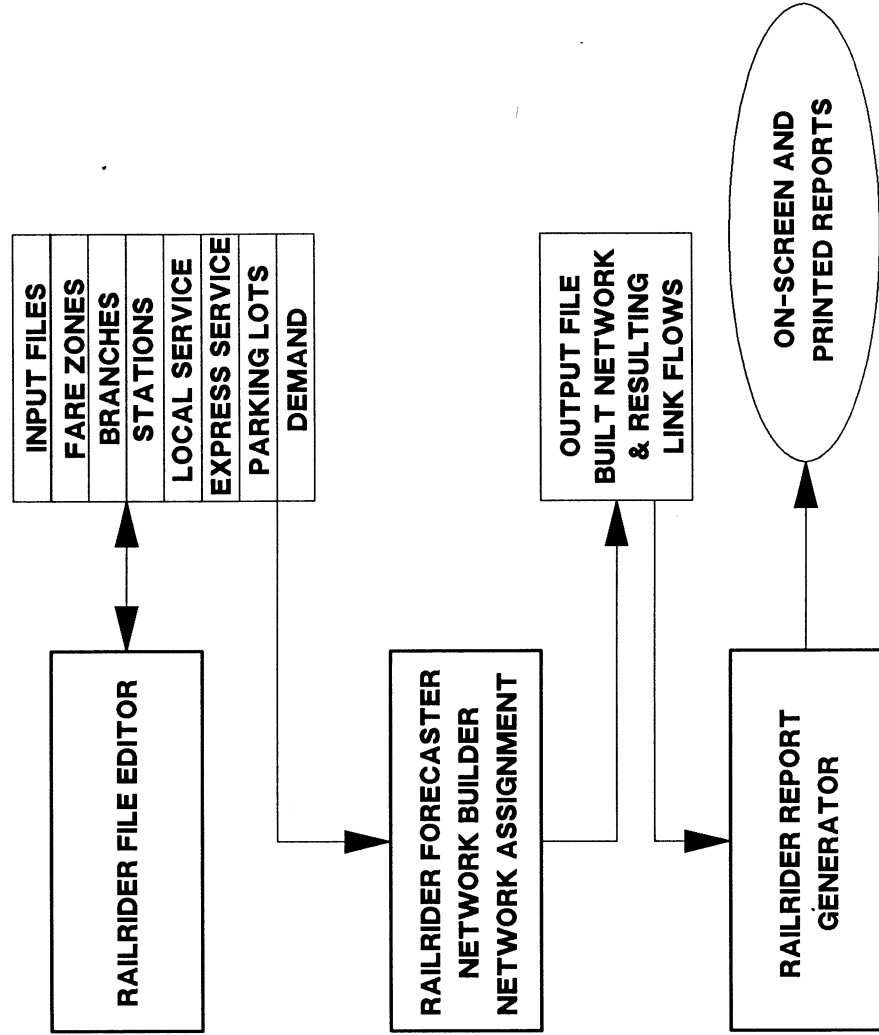 RAILRIDER FILE EDITOR
INPUT FILES
FARE ZONES
BRANCHES
STATIONS
LOCAL SERVICE
EXPRESS SERVICE
PARKING LOTS
DEMAND
RAILRIDER FORECASTER
NETWORK BUILDER
NETWORK ASSIGNMENT
OUTPUT FILE
BUILT NETWORK
& RESULTING
LINK FLOWS
RAILRIDER REPORT
GENERATOR
ON-SCREEN AND
PRINTED REPORTS